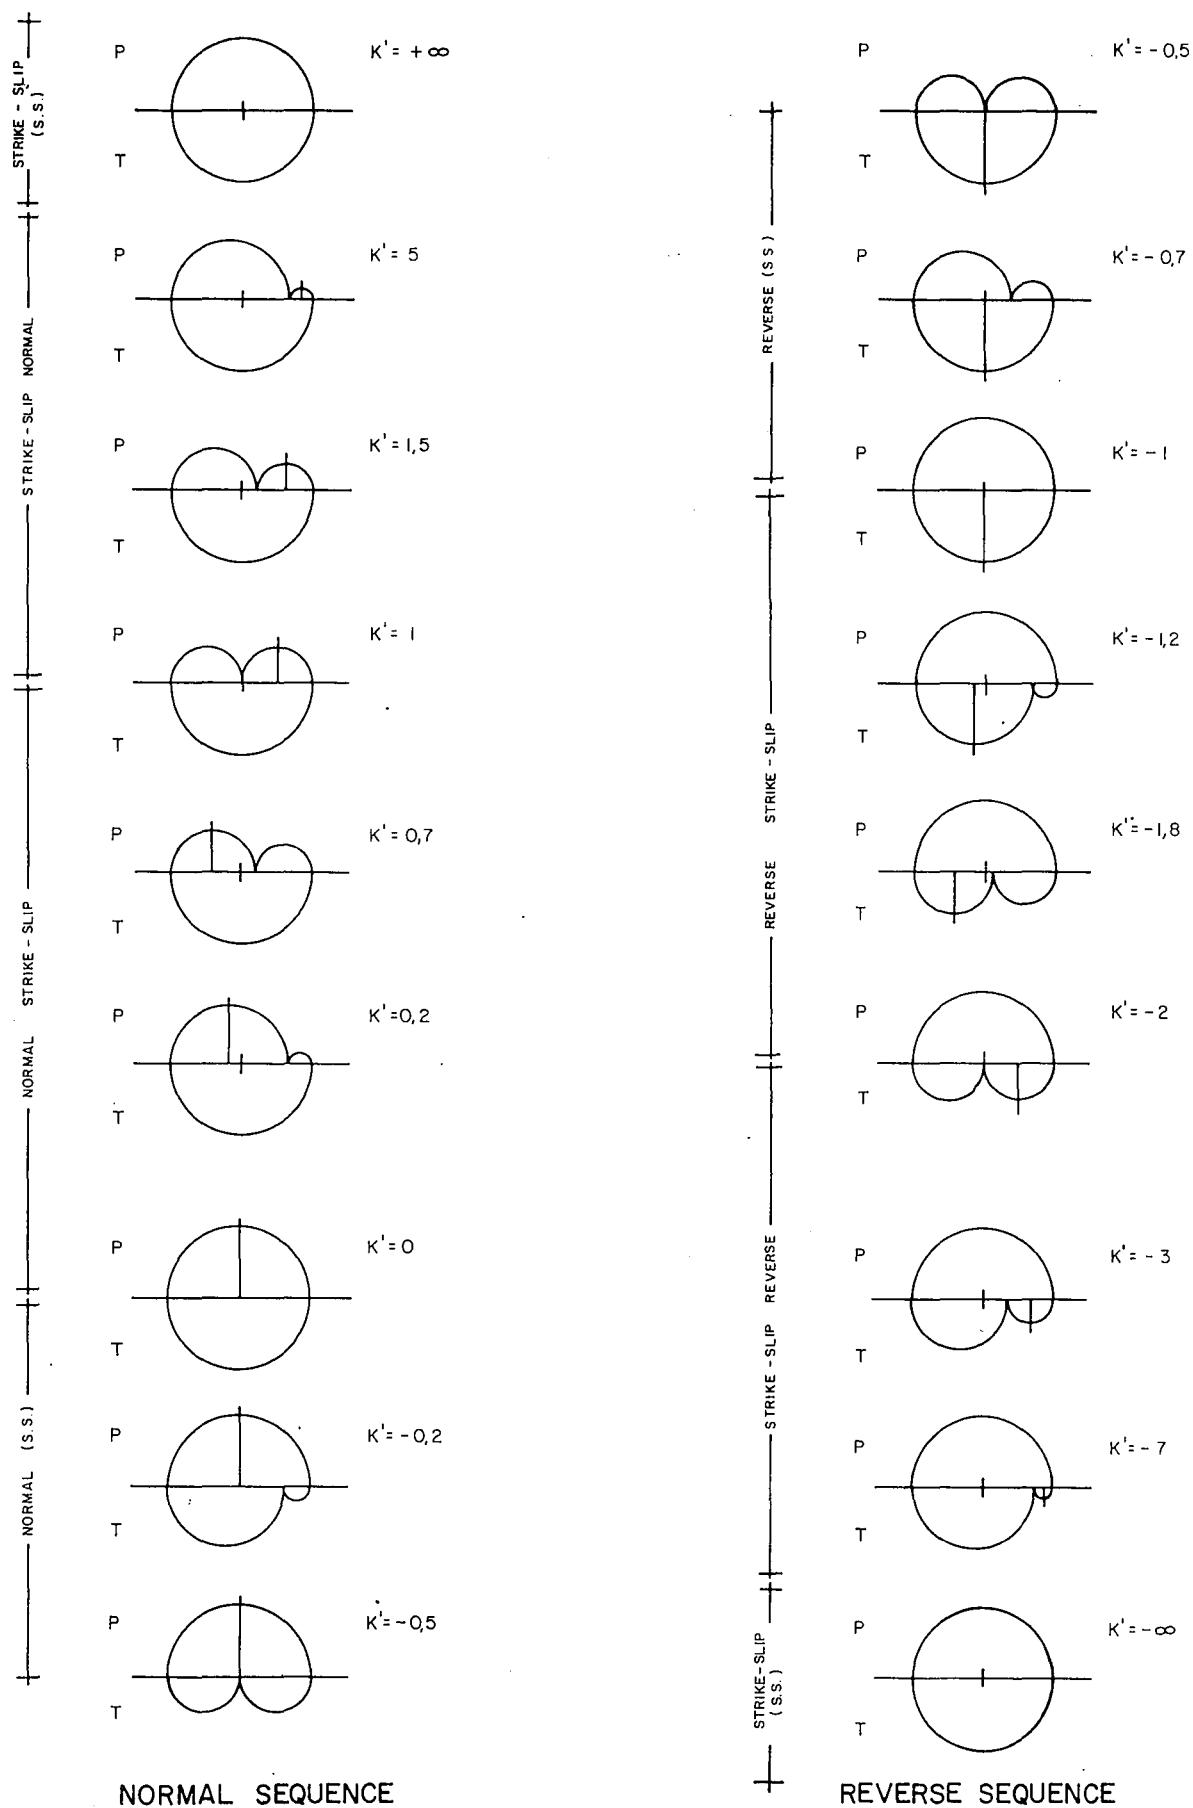 STRIKE - SLIP
(S.S.)
P
K' = + ∞
T
STRIKE - SLIP NORMAL
P
K' = 5
T
P
K' = 1,5
T
P
K' = 1
T
NORMAL STRIKE - SLIP
P
K' = 0,7
T
P
K' = 0,2
T
P
K' = 0
T
NORMAL (S.S.)
P
K' = -0,2
T
P
K' = -0,5
T
NORMAL SEQUENCE
P
K' = -0,5
T
REVERSE (S S)
P
K' = -0,7
T
P
K' = -1
T
REVERSE STRIKE - SLIP
P
K' = -1,2
T
P
K' = -1,8
T
P
K' = -2
T
STRIKE - SLIP REVERSE
P
K' = -3
T
P
K' = -7
T
STRIKE-SLIP
(S.S.)
P
K' = -∞
T
REVERSE SEQUENCE